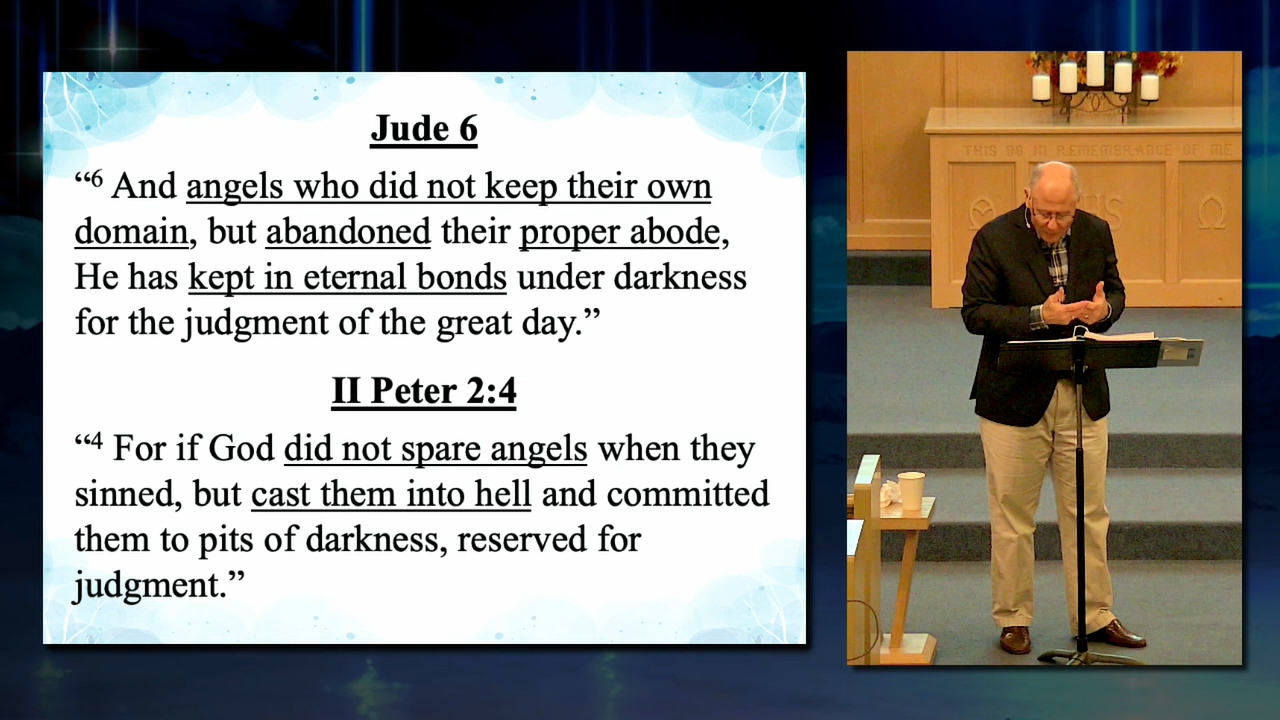 Jude 6
“6 And angels who did not keep their own
domain, but abandoned their proper abode,
He has kept in eternal bonds under darkness
for the judgment of the great day.”
II Peter 2:4
“4 For if God did not spare angels when they
sinned, but cast them into hell and committed
them to pits of darkness, reserved for
judgment.”
THIS DO IN REMEMBRANCE OF ME